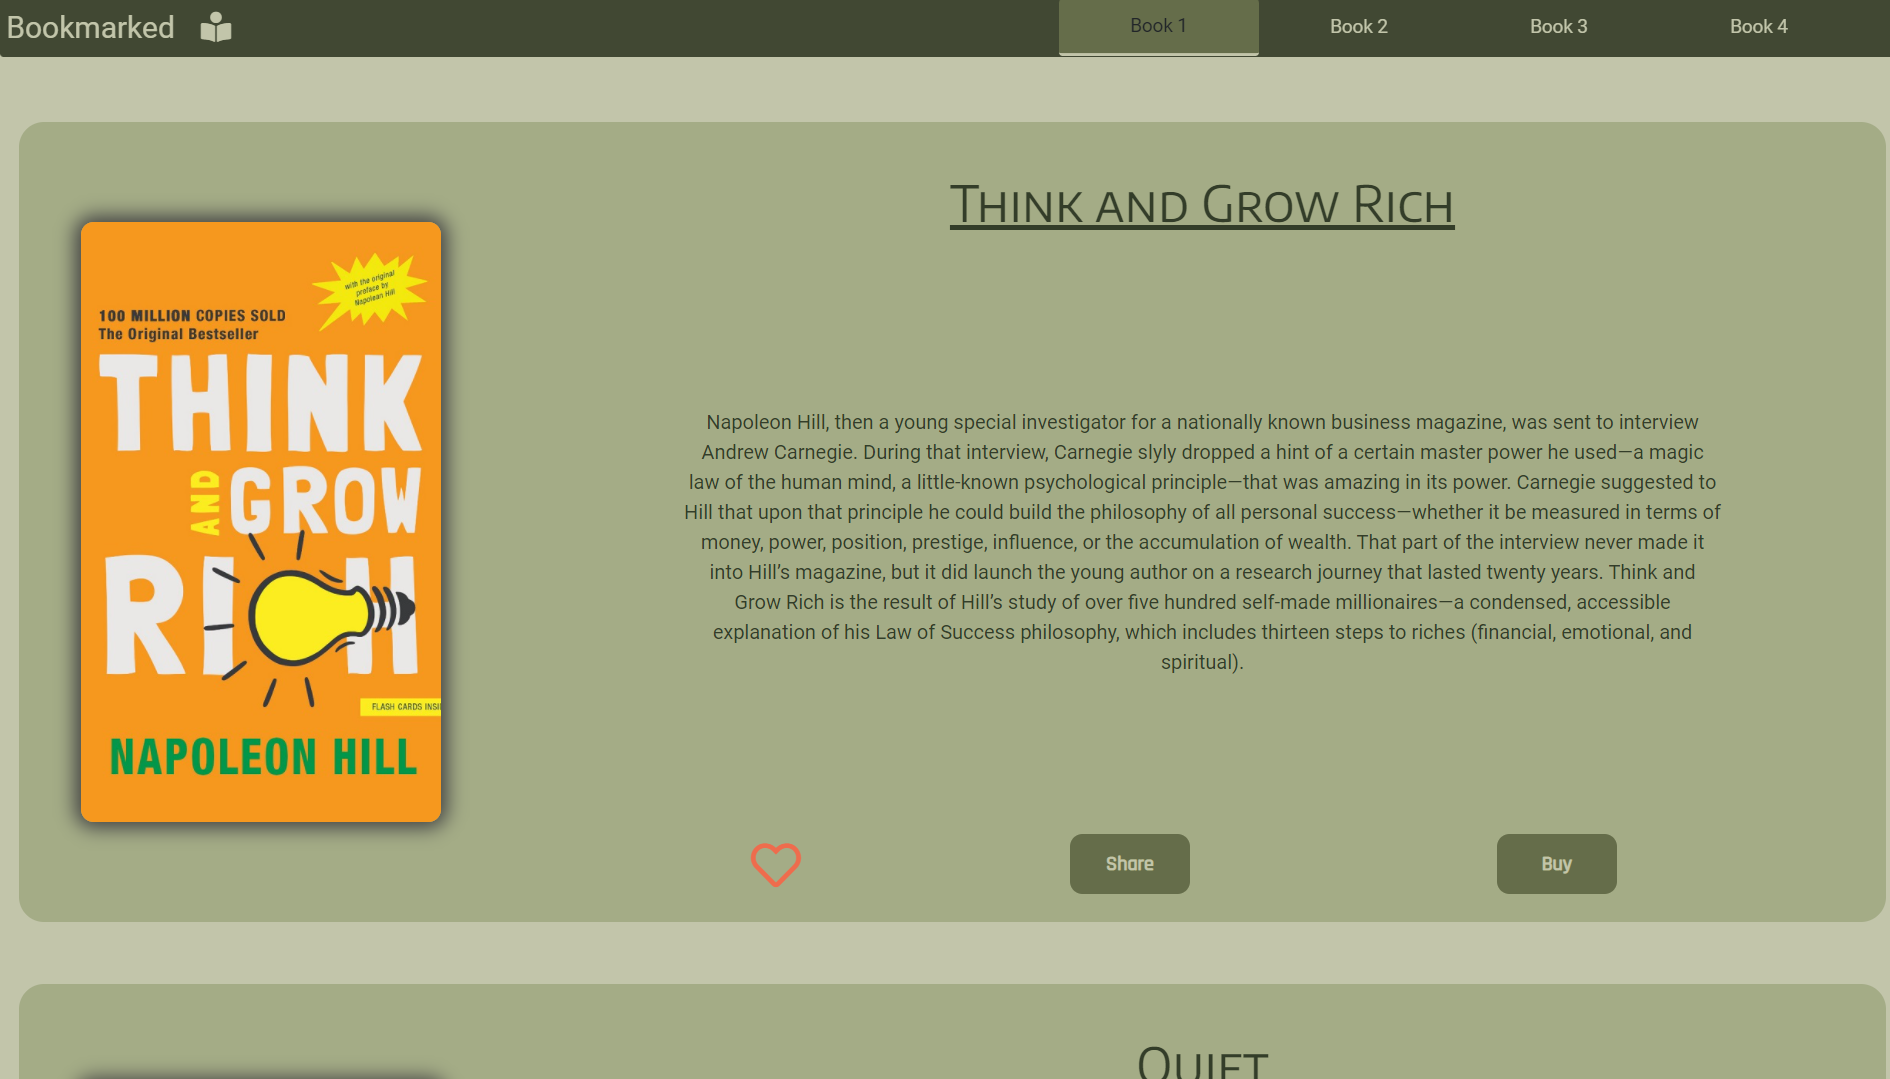 Bookmarked
Book 1
Book 2
Book 3
Book 4
Think and Grow Rich
with the original
preface by
Napolean Hill
100 MILLION COPIES SOLD
The Original Bestseller
THINK
AND GROW
RICH
FLASH CARDS INSI
NAPOLEON HILL
Napoleon Hill, then a young special investigator for a nationally known business magazine, was sent to interview
Andrew Carnegie. During that interview, Carnegie slyly dropped a hint of a certain master power he used—a magic
law of the human mind, a little-known psychological principle—that was amazing in its power. Carnegie suggested to
Hill that upon that principle he could build the philosophy of all personal success—whether it be measured in terms of
money, power, position, prestige, influence, or the accumulation of wealth. That part of the interview never made it
into Hill’s magazine, but it did launch the young author on a research journey that lasted twenty years. Think and
Grow Rich is the result of Hill’s study of over five hundred self-made millionaires—a condensed, accessible
explanation of his Law of Success philosophy, which includes thirteen steps to riches (financial, emotional, and
spiritual).
Share
Buy
Quiet